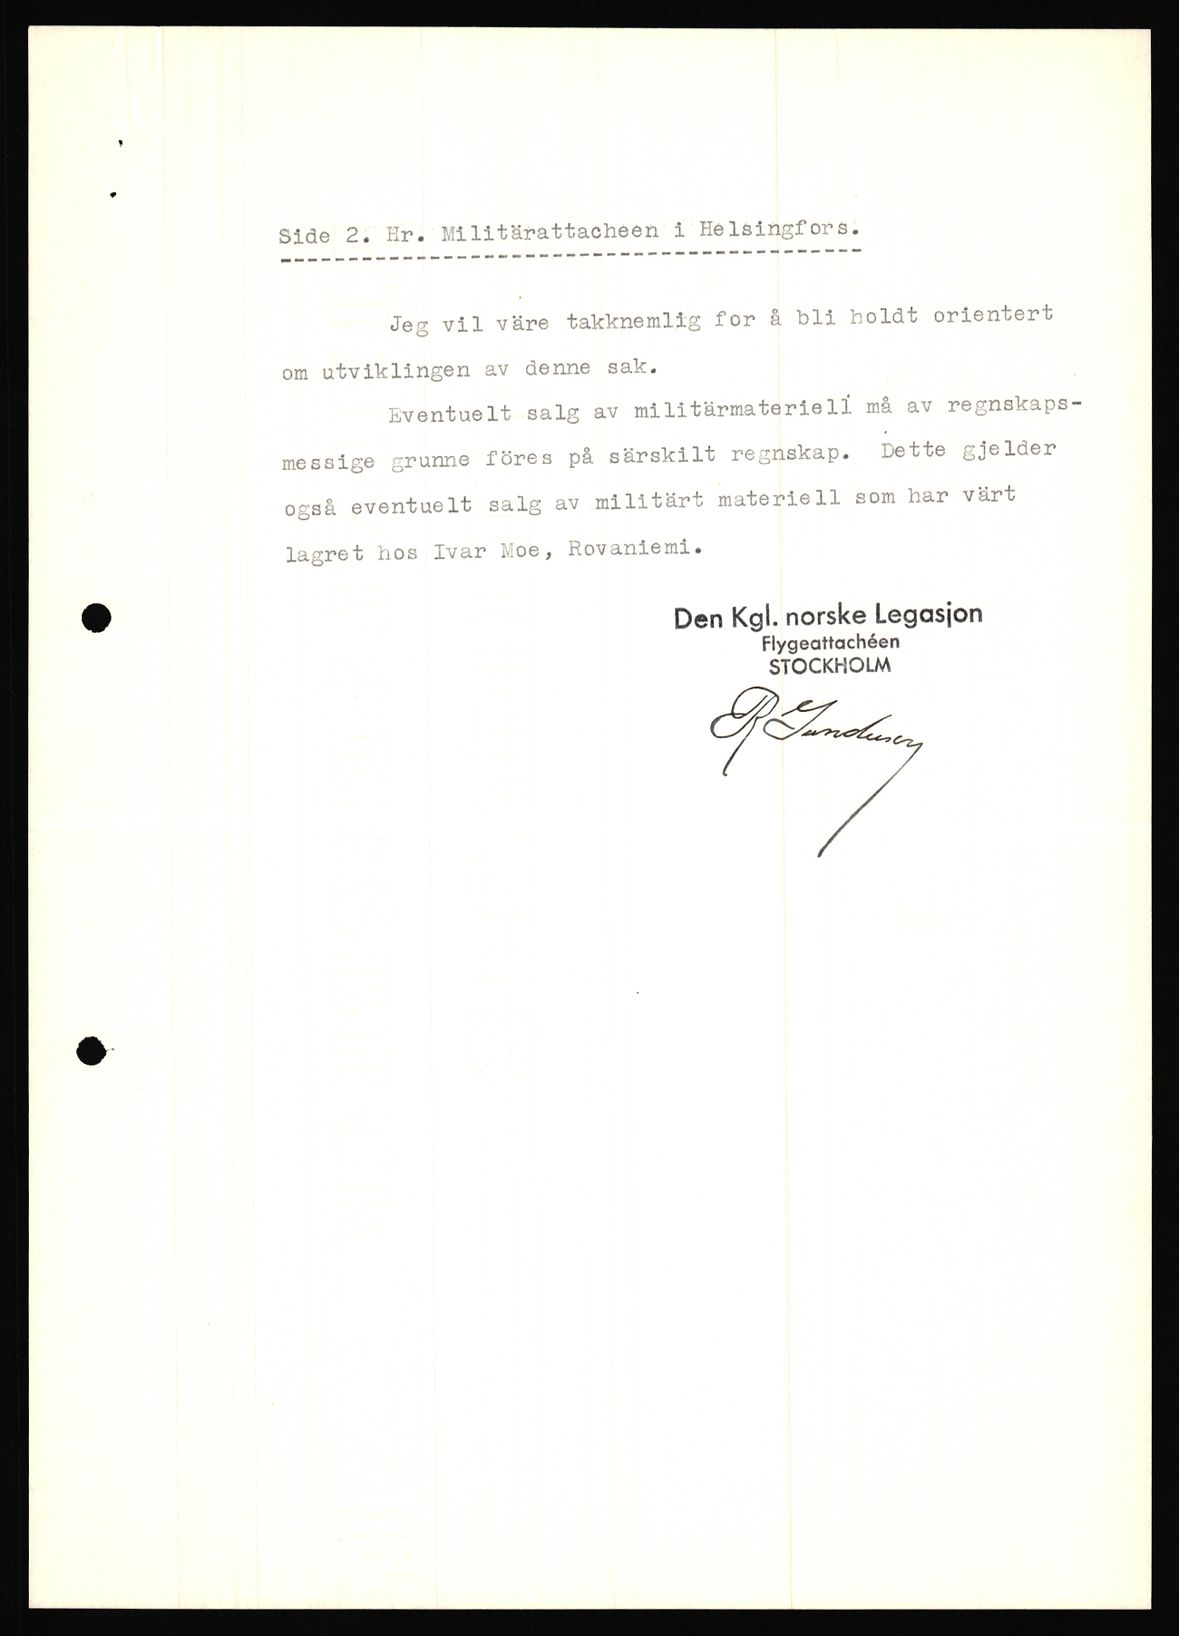 Side 2. Hr. Militärattacheen i Helsingfors.
Jeg vil väre takknemlig for å bli holdt orientert
om utviklingen av denne sak.
Eventuelt salg av militärmateriell må av regnskaps-
messige grunne föres på särskilt regnskap. Dette gjelder
også eventuelt salg av militärt materiell som har värt
lagret hos Ivar Moe, Rovaniemi.
Den Kgl. norske Legasjon
Flygeattachéen
STOCKHOLM
R Gundersen